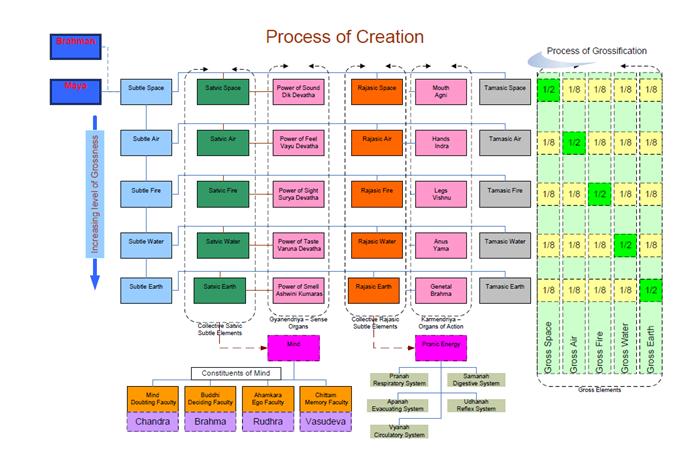 Process of Creation
Process of Grossification
Brahman
Maya
Increasing level of Grossness
Subtle Space
Satvic Space
Power of Sound
Dik Devatha
Rajasic Space
Mouth
Agni
Tamasic Space
1/2 1/8 1/8 1/8 1/8
Subtle Air
Satvic Air
Power of Feel
Vayu Devatha
Rajasic Air
Hands
Indra
Tamasic Air
1/8 1/2 1/8 1/8 1/8
Subtle Fire
Satvic Fire
Power of Sight
Surya Devatha
Rajasic Fire
Legs
Vishnu
Tamasic Fire
1/8 1/8 1/2 1/8 1/8
Subtle Water
Satvic Water
Power of Taste
Varuna Devatha
Rajasic Water
Anus
Yama
Tamasic Water
1/8 1/8 1/8 1/2 1/8
Subtle Earth
Satvic Earth
Power of Smell
Ashwini Kumaras
Rajasic Earth
Genetal
Brahma
Tamasic Earth
1/8 1/8 1/8 1/8 1/2
Gross Space
Gross Air
Gross Fire
Gross Water
Gross Earth
Gross Elements
Collective Satvic
Subtle Elements
Gyanendriya – Sense
Organs
Collective Rajasic
Subtle Elements
Karmendriya –
Organs of Action
Mind
Pranic Energy
Constituents of Mind
Mind
Doubting Faculty
Chandra
Buddhi
Deciding Faculty
Brahma
Ahamkara
Ego Faculty
Rudhra
Chittam
Memory Faculty
Vasudeva
Pranah
Respiratory System
Samanah
Digestive System
Apanah
Evacuating System
Udhanah
Reflex System
Vyanah
Circulatory System